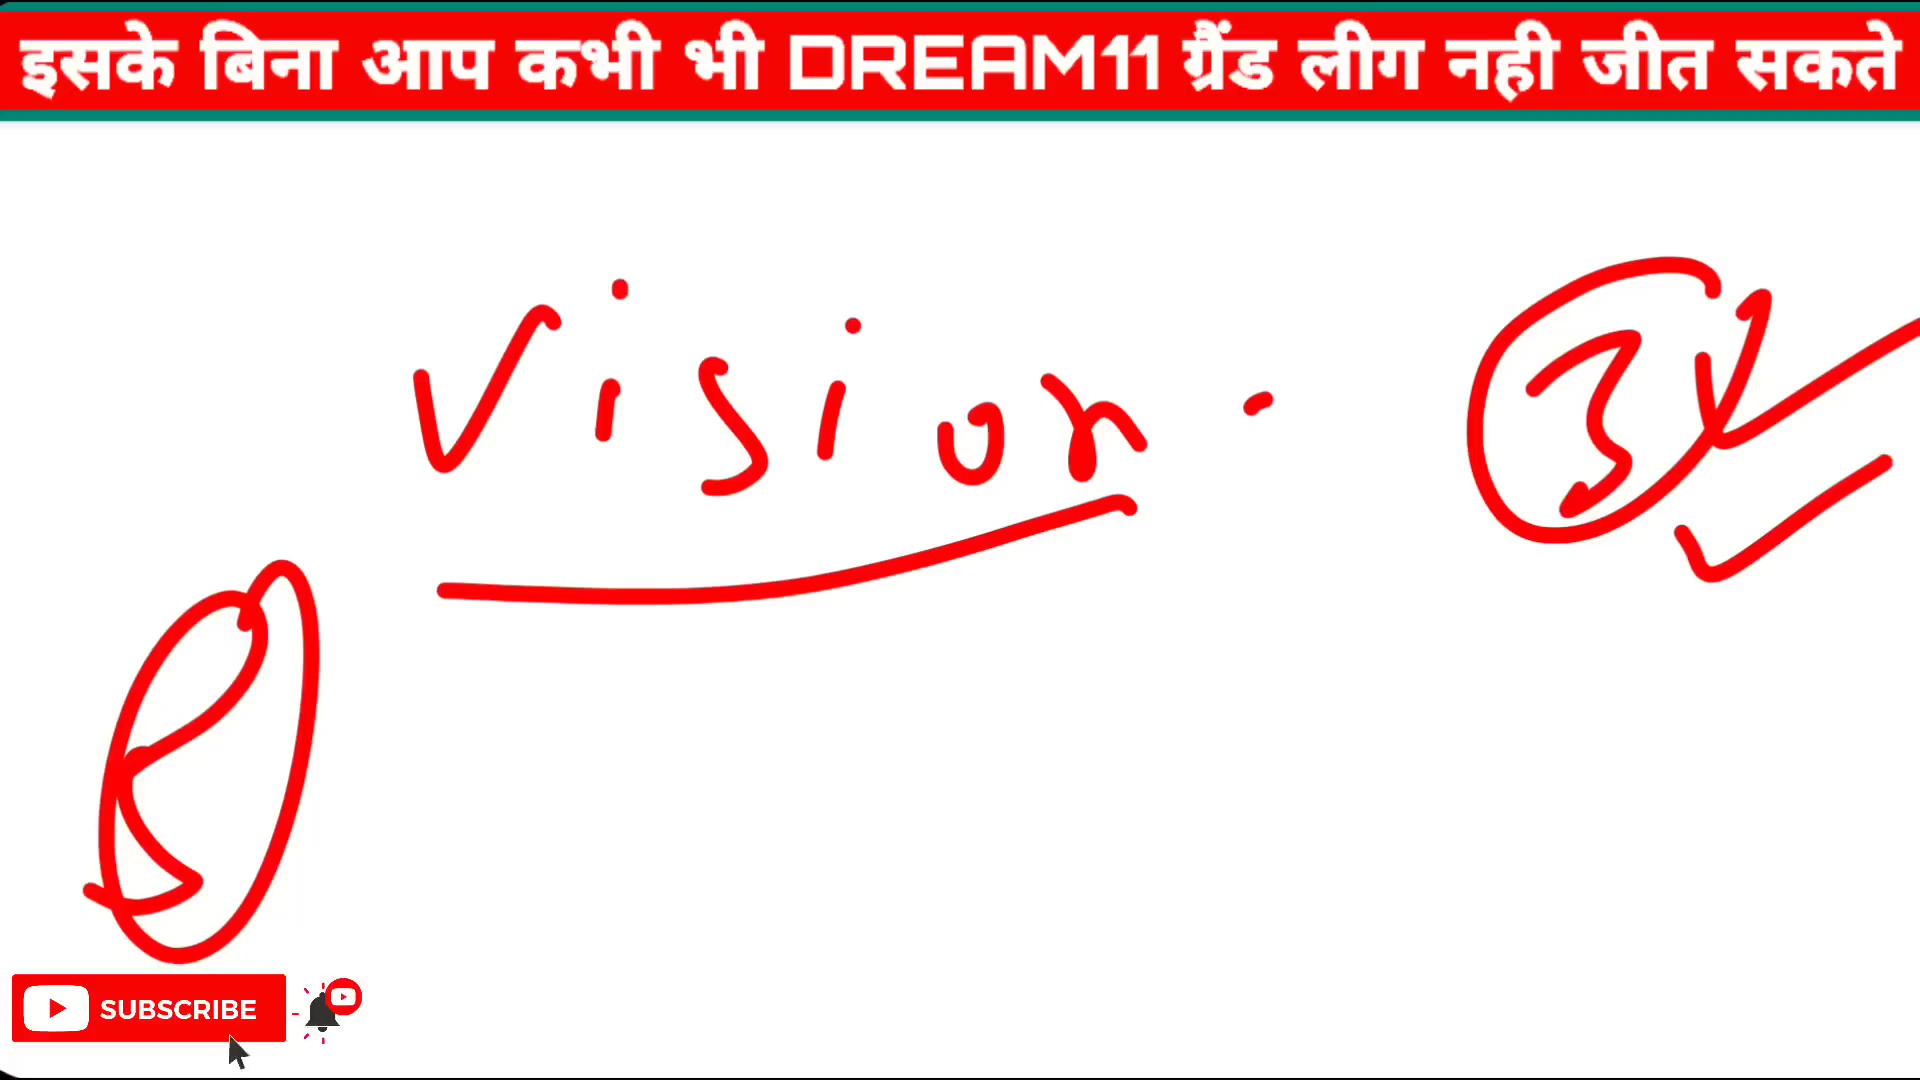 इसके बिना आप कभी भी DREAM11 ग्रैंड लीग नही जीत सकते
vision - 3
SUBSCRIBE